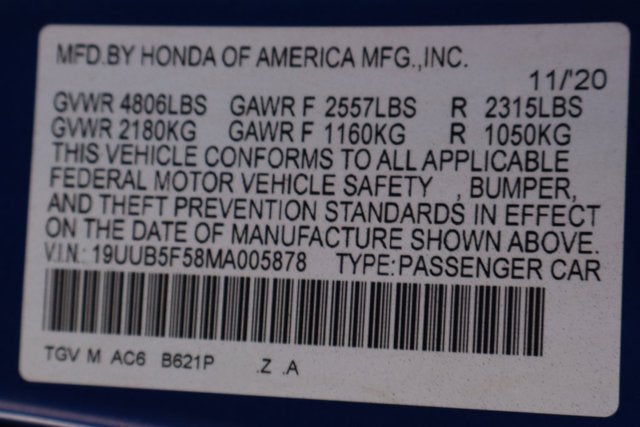 MFD.BY HONDA OF AMERICA MFG.,INC.
11/'20
GVWR 4806LBS GAWR F 2557LBS R 2315LBS
GVWR 2180KG GAWR F 1160KG R 1050KG
THIS VEHICLE CONFORMS TO ALL APPLICABLE
FEDERAL MOTOR VEHICLE SAFETY , BUMPER,
AND THEFT PREVENTION STANDARDS IN EFFECT
ON THE DATE OF MANUFACTURE SHOWN ABOVE.
V.I.N.: 19UUB5F58MA005878 TYPE:PASSENGER CAR
TGV M AC6 B621P .Z .A